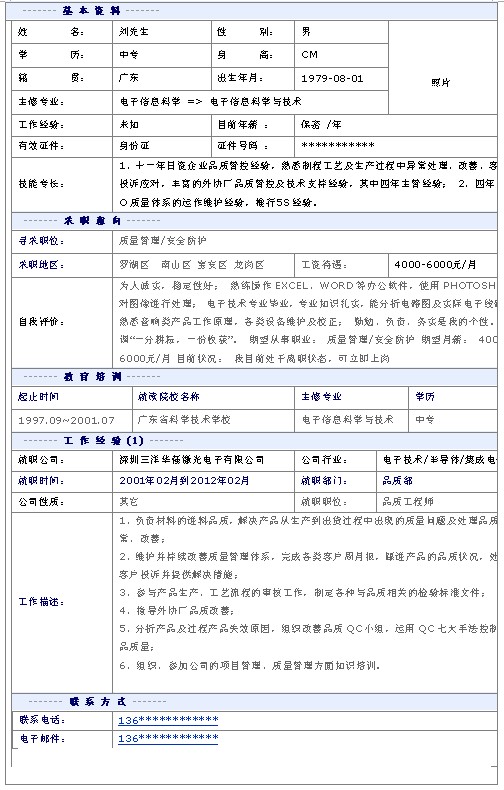 ------- 基 本 资 料 -------
姓 名： 刘先生 性 别： 男
学 历： 中专 身 高： CM
籍 贯： 广东 出生年月： 1979-08-01
照片
主修专业： 电子信息科学 => 电子信息科学与技术
工作经验： 未知 目前年薪 ： 保密 /年
有效证件： 身份证 证件号码 ： ***********
技能专长：
1．十一年日资企业品质管控经验，熟悉制程工艺及生产过程中异常处理．改善．客
投诉应对，丰富的外协厂品质管控及技术支持经验，其中四年主管经验； 2．四年
O质量体系的运作维护经验，推行5S经验。
------- 求 职 意 向 -------
寻求职位： 质量管理/安全防护
求职地区： 罗湖区 南山区 宝安区 龙岗区 工资待遇： 4000-6000元/月
自我评价：
为人诚实，稳定性好； 熟练操作EXCEL、WORD等办公软件，使用PHOTOSH
对图像进行处理； 电子技术专业毕业，专业知识扎实，能分析电路图及实际电子线
熟悉音响类产品工作原理，各类设备维护及校正； 勤勉．负责．务实是我的个性，
调“一分耕耘，一份收获”。 期望从事职业： 质量管理/安全防护 期望月薪： 400
6000元/月 目前状况： 我目前处于离职状态，可立即上岗
------- 教 育 培 训 -------
起止时间 就读院校名称 主修专业 学历
1997.09~2001.07 广东省科学技术学校 电子信息科学与技术 中专
------- 工 作 经 验 (1) -------
就职公司： 深圳三洋华强激光电子有限公司 公司行业： 电子技术/半导体/集成电
就职时间： 2001年02月到2012年02月 就职部门： 品质部
公司性质： 其它 就职职位： 品质工程师
工作描述：
1．负责材料的进料品质，解决产品从生产到出货过程中出现的质量问题及处理品质
常．改善；
2．维护并持续改善质量管理体系，完成各类客户周月报，跟进产品的品质状况，处
客户投诉并提供解决措施；
3．参与产品生产．工艺流程的审核工作，制定各种与品质相关的检验标准文件；
4．指导外协厂品质改善；
5．分析产品及过程产品失效原因，组织改善品质QC小组，运用QC七大手法控制
品质量；
6．组织．参加公司的项目管理．质量管理方面知识培训。
------- 联 系 方 式 -------
联系电话： 136************
电子邮件： 136************